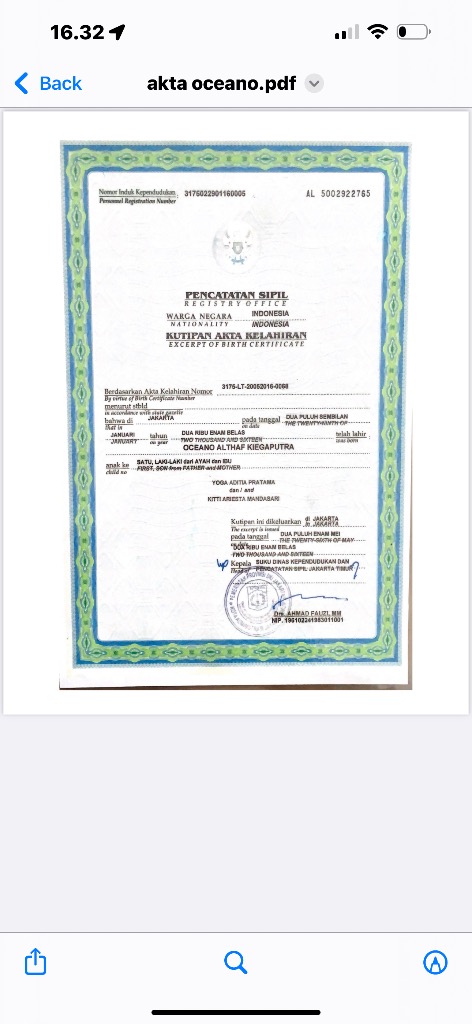 16.32
Back
akta oceano.pdf
Nomor Induk Kependudukan : 3175022901160005
Personnel Registration Number
AL 5002922765
PENCATATAN SIPIL
REGISTRY OFFICE
WARGA NEGARA INDONESIA
NATIONALITY INDONESIA
KUTIPAN AKTA KELAHIRAN
EXCERPT OF BIRTH CERTIFICATE
Berdasarkan Akta Kelahiran Nomor 3175-LT-20052016-0068
By virtue of Birth Certificate Number
menurut stbld
in accordance with state gazette
bahwa di JAKARTA pada tanggal DUA PULUH SEMBILAN
that in on date THE TWENTY-NINTH OF
JANUARI tahun DUA RIBU ENAM BELAS telah lahir
JANUARY on year TWO THOUSAND AND SIXTEEN was born
OCEANO ALTHAF KIEGAPUTRA
anak ke SATU, LAKI-LAKI dari AYAH dan IBU
child no FIRST, SON from FATHER and MOTHER
YOGA ADITIA PRATAMA
dan / and
KITTI ARIESTA MANDASARI
Kutipan ini dikeluarkan di JAKARTA
The excerpt is issued in JAKARTA
pada tanggal DUA PULUH ENAM MEI
on date THE TWENTY-SIXTH OF MAY
DUA RIBU ENAM BELAS
TWO THOUSAND AND SIXTEEN
Kepala SUKU DINAS KEPENDUDUKAN DAN
Head of PENCATATAN SIPIL JAKARTA TIMUR
Drs. AHMAD FAUZI, MM
NIP. 196102241983011001